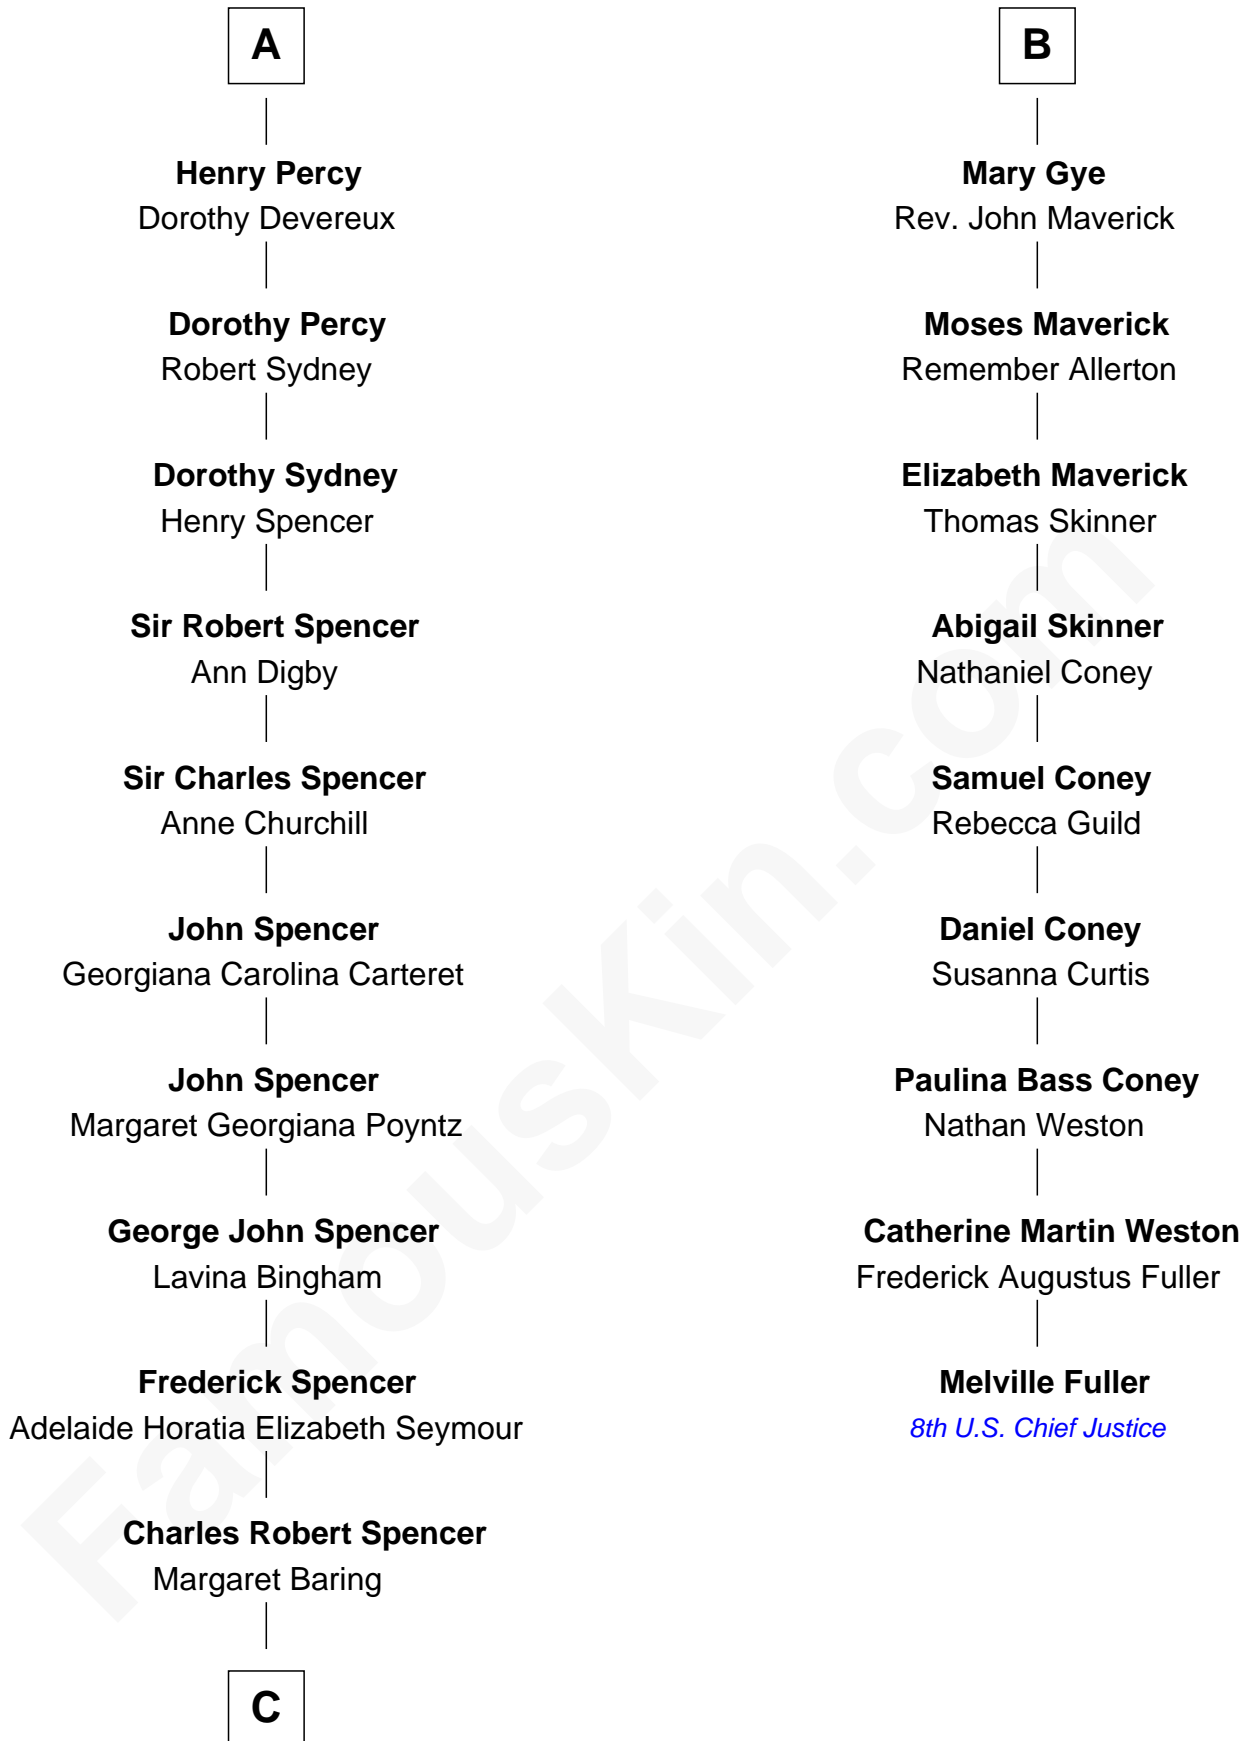 A
Henry Percy
Dorothy Devereux
Dorothy Percy
Robert Sydney
Dorothy Sydney
Henry Spencer
Sir Robert Spencer
Ann Digby
Sir Charles Spencer
Anne Churchill
John Spencer
Georgiana Carolina Carteret
John Spencer
Margaret Georgiana Poyntz
George John Spencer
Lavina Bingham
Frederick Spencer
Adelaide Horatia Elizabeth Seymour
Charles Robert Spencer
Margaret Baring
C
B
Mary Gye
Rev. John Maverick
Moses Maverick
Remember Allerton
Elizabeth Maverick
Thomas Skinner
Abigail Skinner
Nathaniel Coney
Samuel Coney
Rebecca Guild
Daniel Coney
Susanna Curtis
Paulina Bass Coney
Nathan Weston
Catherine Martin Weston
Frederick Augustus Fuller
Melville Fuller
8th U.S. Chief Justice
FamousKin.com